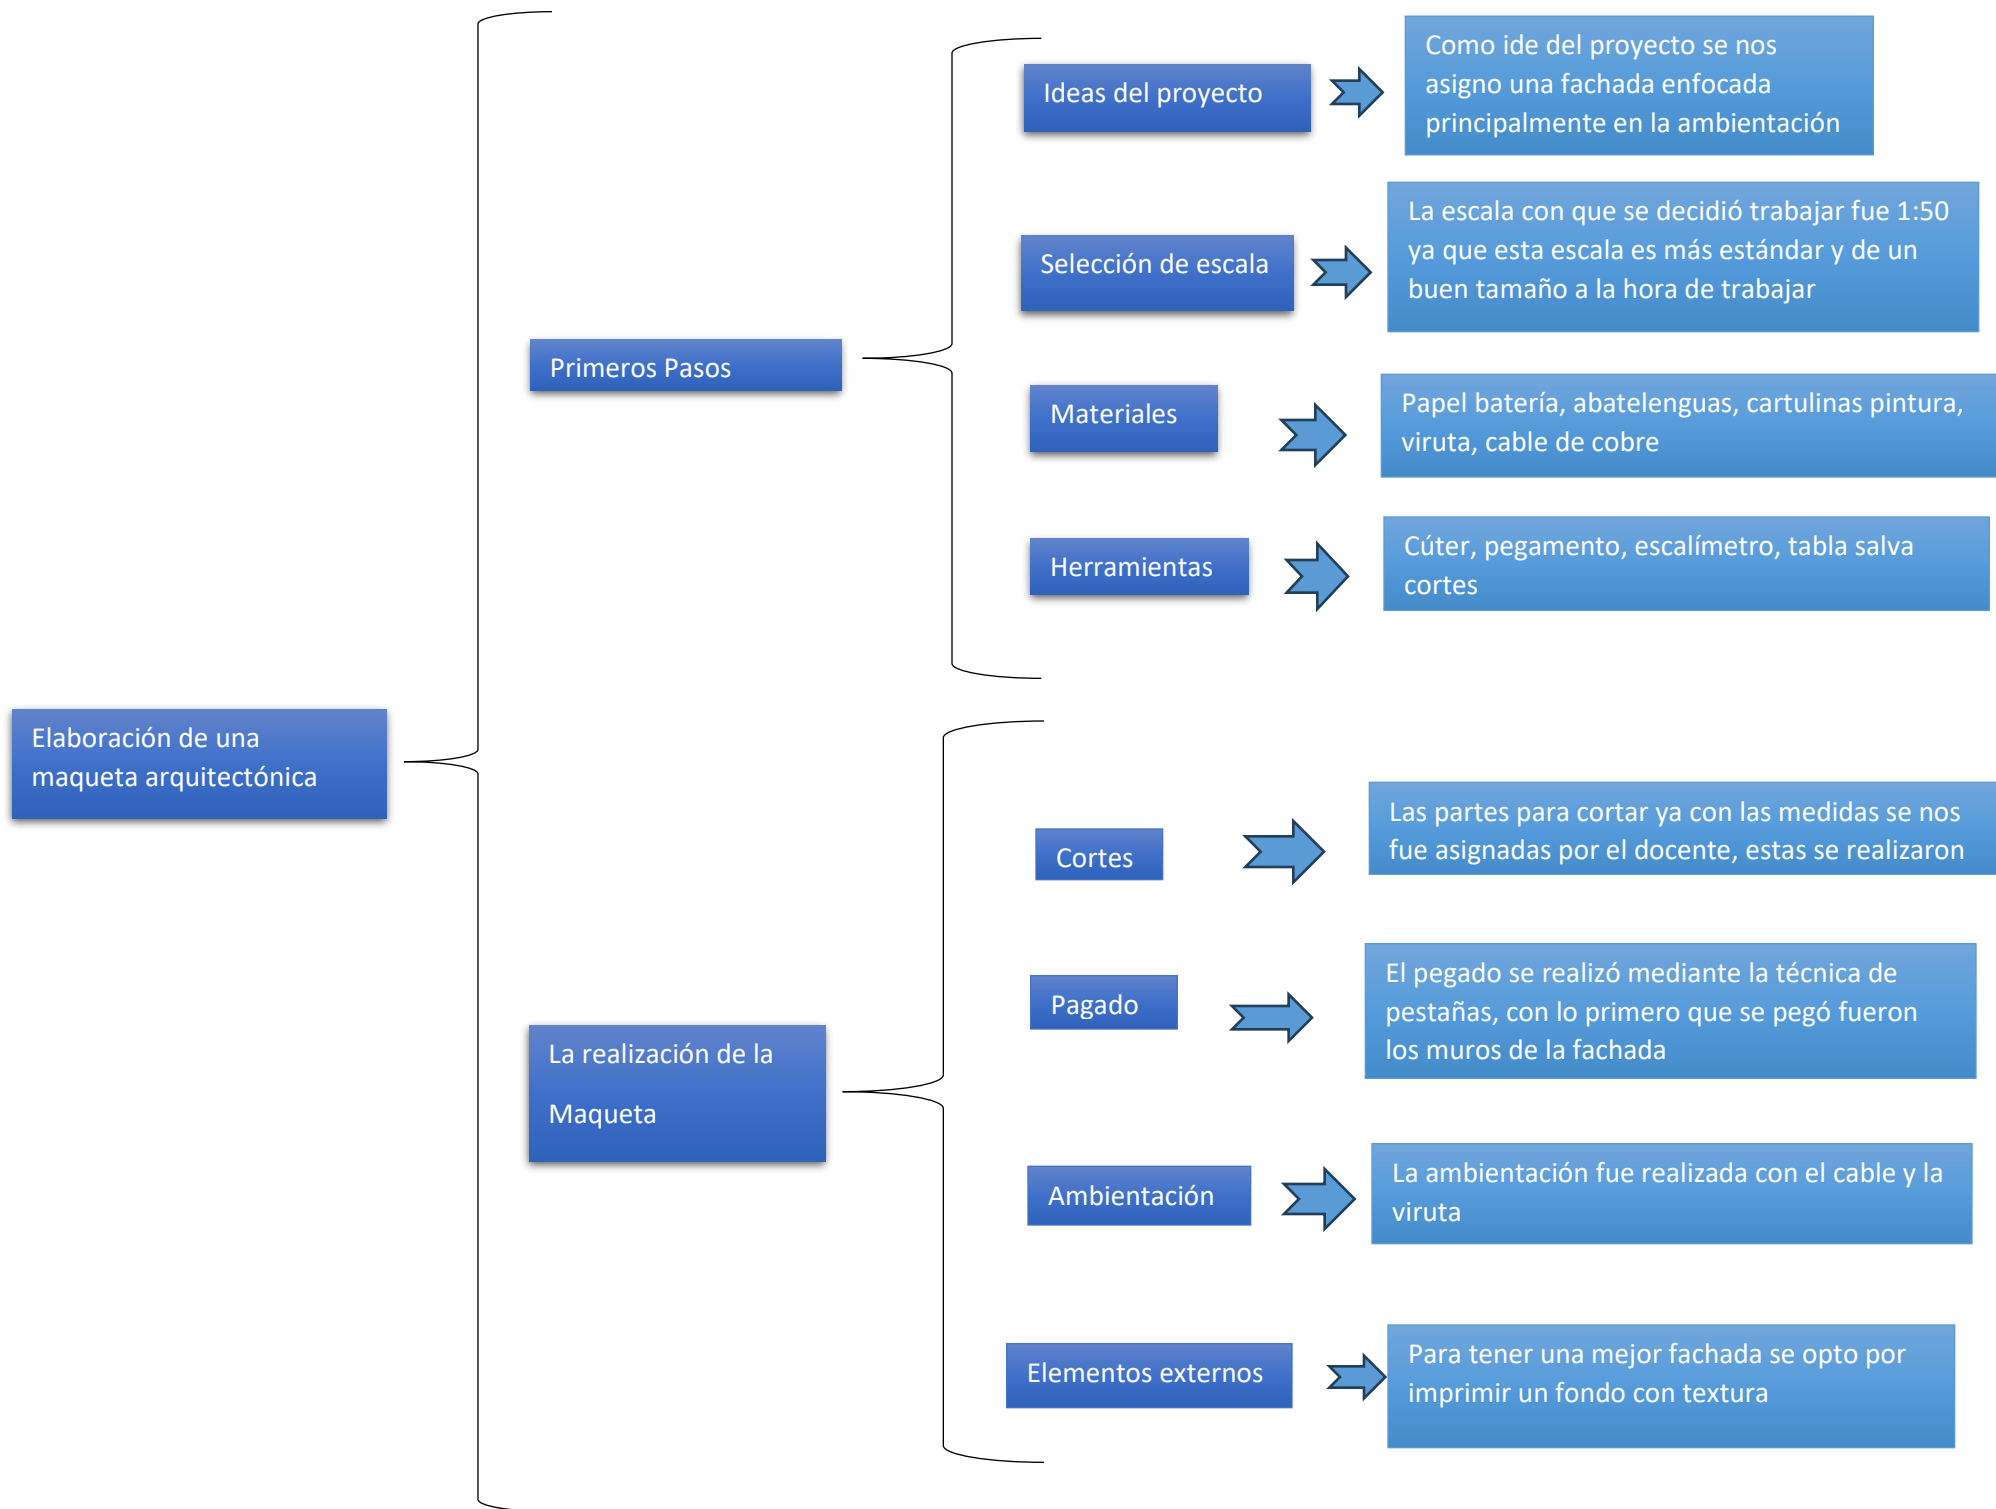 Elaboración de una
maqueta arquitectónica
Primeros Pasos
Ideas del proyecto
Como ide del proyecto se nos
asigno una fachada enfocada
principalmente en la ambientación
Selección de escala
La escala con que se decidió trabajar fue 1:50
ya que esta escala es más estándar y de un
buen tamaño a la hora de trabajar
Materiales
Papel batería, abatelenguas, cartulinas pintura,
viruta, cable de cobre
Herramientas
Cúter, pegamento, escalímetro, tabla salva
cortes
La realización de la
Maqueta
Cortes
Las partes para cortar ya con las medidas se nos
fue asignadas por el docente, estas se realizaron
Pagado
El pegado se realizó mediante la técnica de
pestañas, con lo primero que se pegó fueron
los muros de la fachada
Ambientación
La ambientación fue realizada con el cable y la
viruta
Elementos externos
Para tener una mejor fachada se opto por
imprimir un fondo con textura